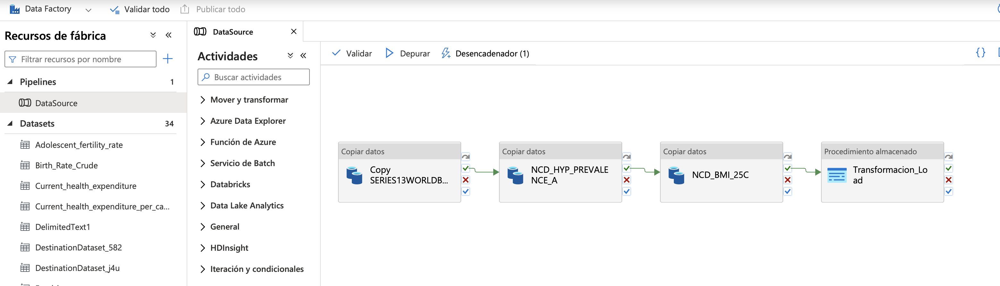 Data Factory
Validar todo
Publicar todo
Recursos de fábrica
Filtrar recursos por nombre
Pipelines 1
DataSource
Datasets 34
Adolescent_fertility_rate
Birth_Rate_Crude
Current_health_expenditure
Current_health_expenditure_per_ca...
DelimitedText1
DestinationDataset_582
DestinationDataset_j4u
DataSource
Actividades
Buscar actividades
Mover y transformar
Azure Data Explorer
Función de Azure
Servicio de Batch
Databricks
Data Lake Analytics
General
HDInsight
Iteración y condicionales
Validar
Depurar
Desencadenador (1)
{}
Copiar datos
Copy
SERIES13WORLDB...
Copiar datos
NCD_HYP_PREVALE
NCE_A
Copiar datos
NCD_BMI_25C
Procedimiento almacenado
Transformacion_Lo
ad